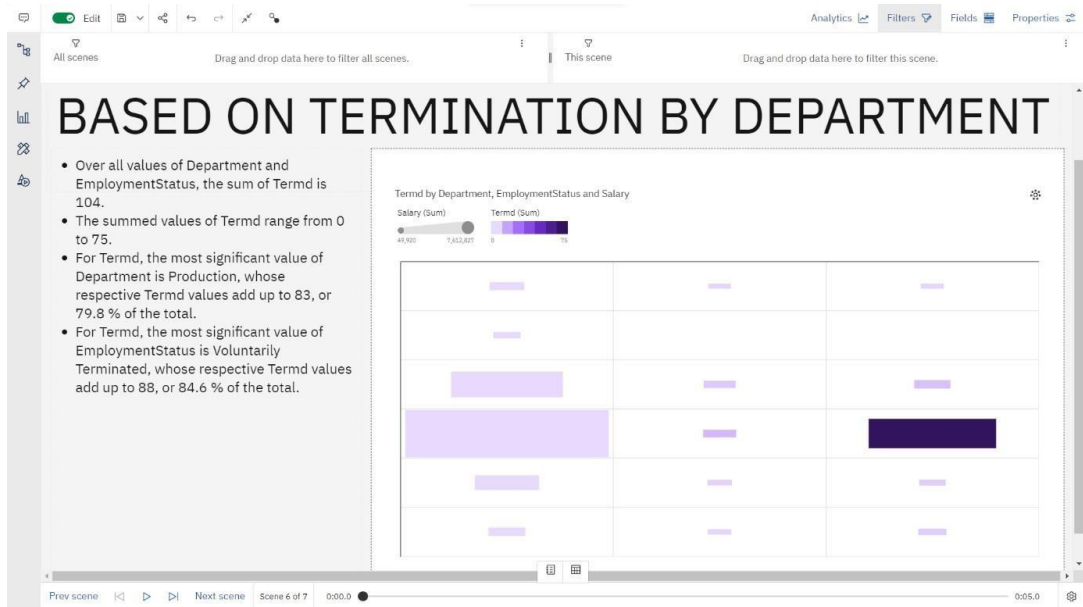 Edit
Analytics
Filters
Fields
Properties
All scenes
Drag and drop data here to filter all scenes.
This scene
Drag and drop data here to filter this scene.
BASED ON TERMINATION BY DEPARTMENT
• Over all values of Department and
EmploymentStatus, the sum of Termd is
104.
• The summed values of Termd range from 0
to 75.
• For Termd, the most significant value of
Department is Production, whose
respective Termd values add up to 83, or
79.8 % of the total.
• For Termd, the most significant value of
EmploymentStatus is Voluntarily
Terminated, whose respective Termd values
add up to 88, or 84.6 % of the total.
Termd by Department, EmploymentStatus and Salary
Salary (Sum)
Termd (Sum)
49,920
7,612,827
0
75
Prev scene
Next scene
Scene 6 of 7
0:00.0
0:05.0